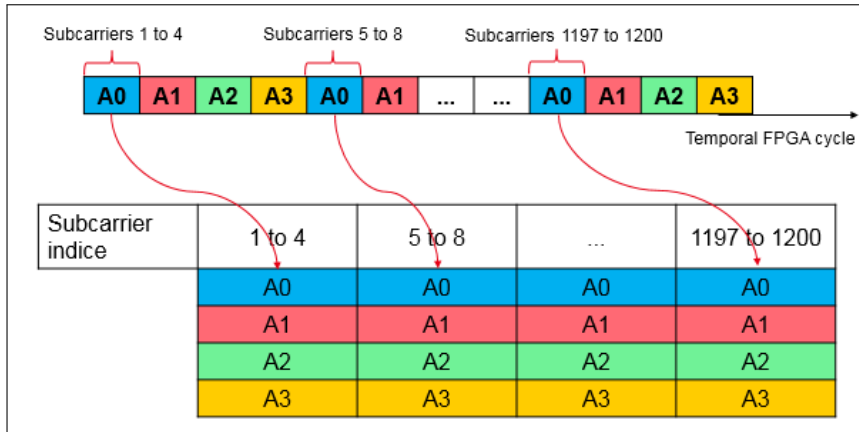 Subcarriers 1 to 4 Subcarriers 5 to 8 Subcarriers 1197 to 1200
A0 A1 A2 A3 A0 A1 ... ... A0 A1 A2 A3
Temporal FPGA cycle
Subcarrier
indice
1 to 4 5 to 8 ... 1197 to 1200
A0 A0 A0 A0
A1 A1 A1 A1
A2 A2 A2 A2
A3 A3 A3 A3